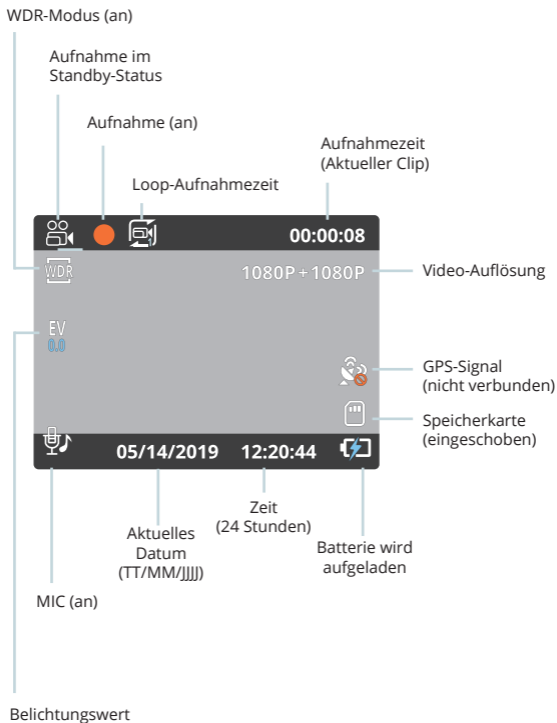 WDR-Modus (an)
Aufnahme im
Standby-Status
Aufnahme (an)
Loop-Aufnahmezeit
Aufnahmezeit
(Aktueller Clip)
1
00:00:08
WDR
1080P+1080P
Video-Auflösung
EV
0.0
GPS-Signal
(nicht verbunden)
Speicherkarte
(eingeschoben)
05/14/2019
12:20:44
Zeit
(24 Stunden)
Aktuelles
Datum
(TT/MM/JJJJ)
Batterie wird
aufgeladen
MIC (an)
Belichtungswert